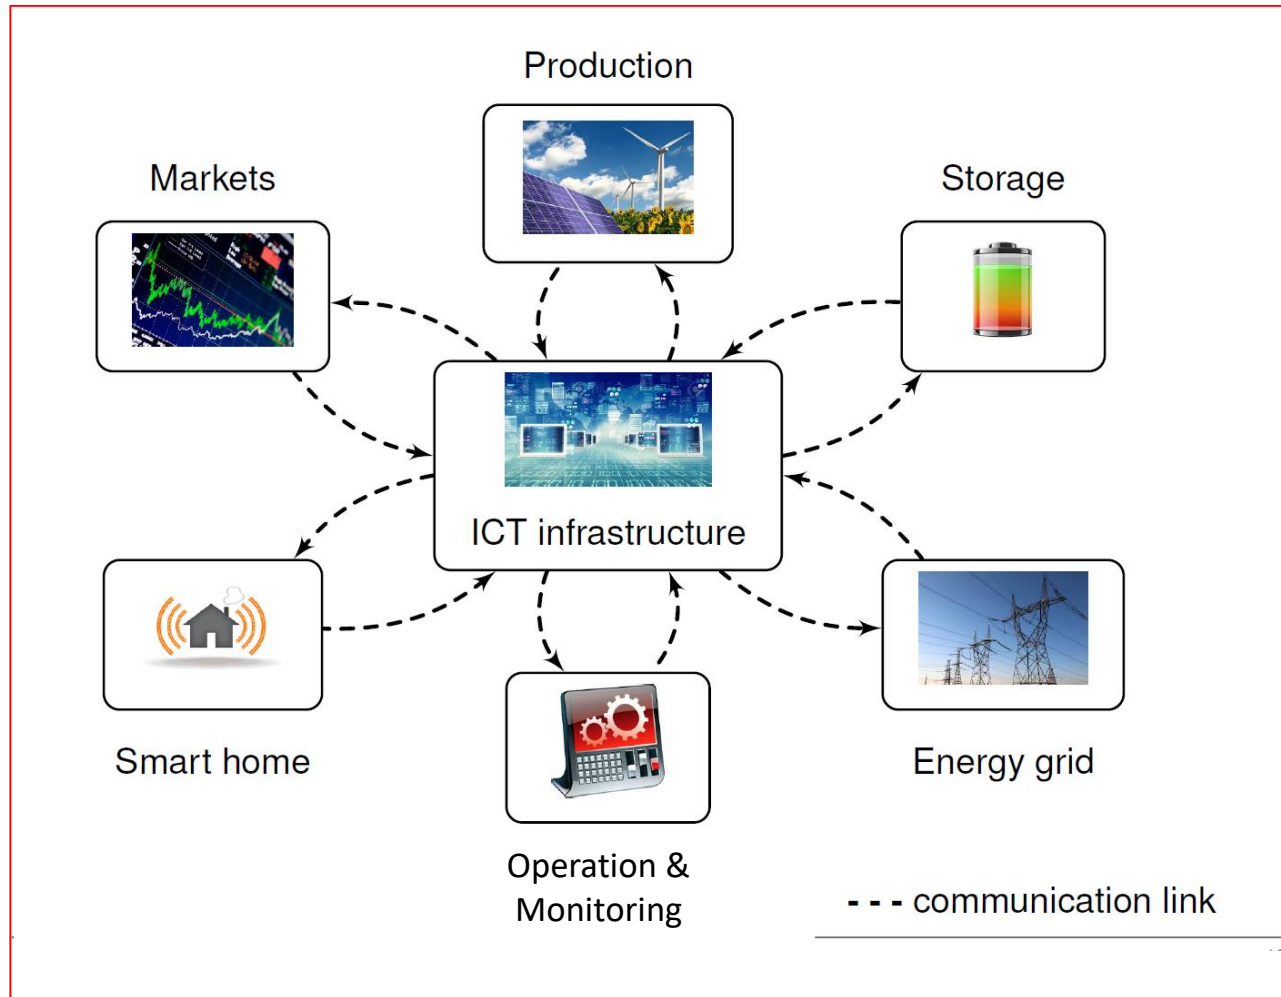 Production
Markets
Storage
ICT infrastructure
Smart home
Energy grid
Operation &
Monitoring
- - - communication link